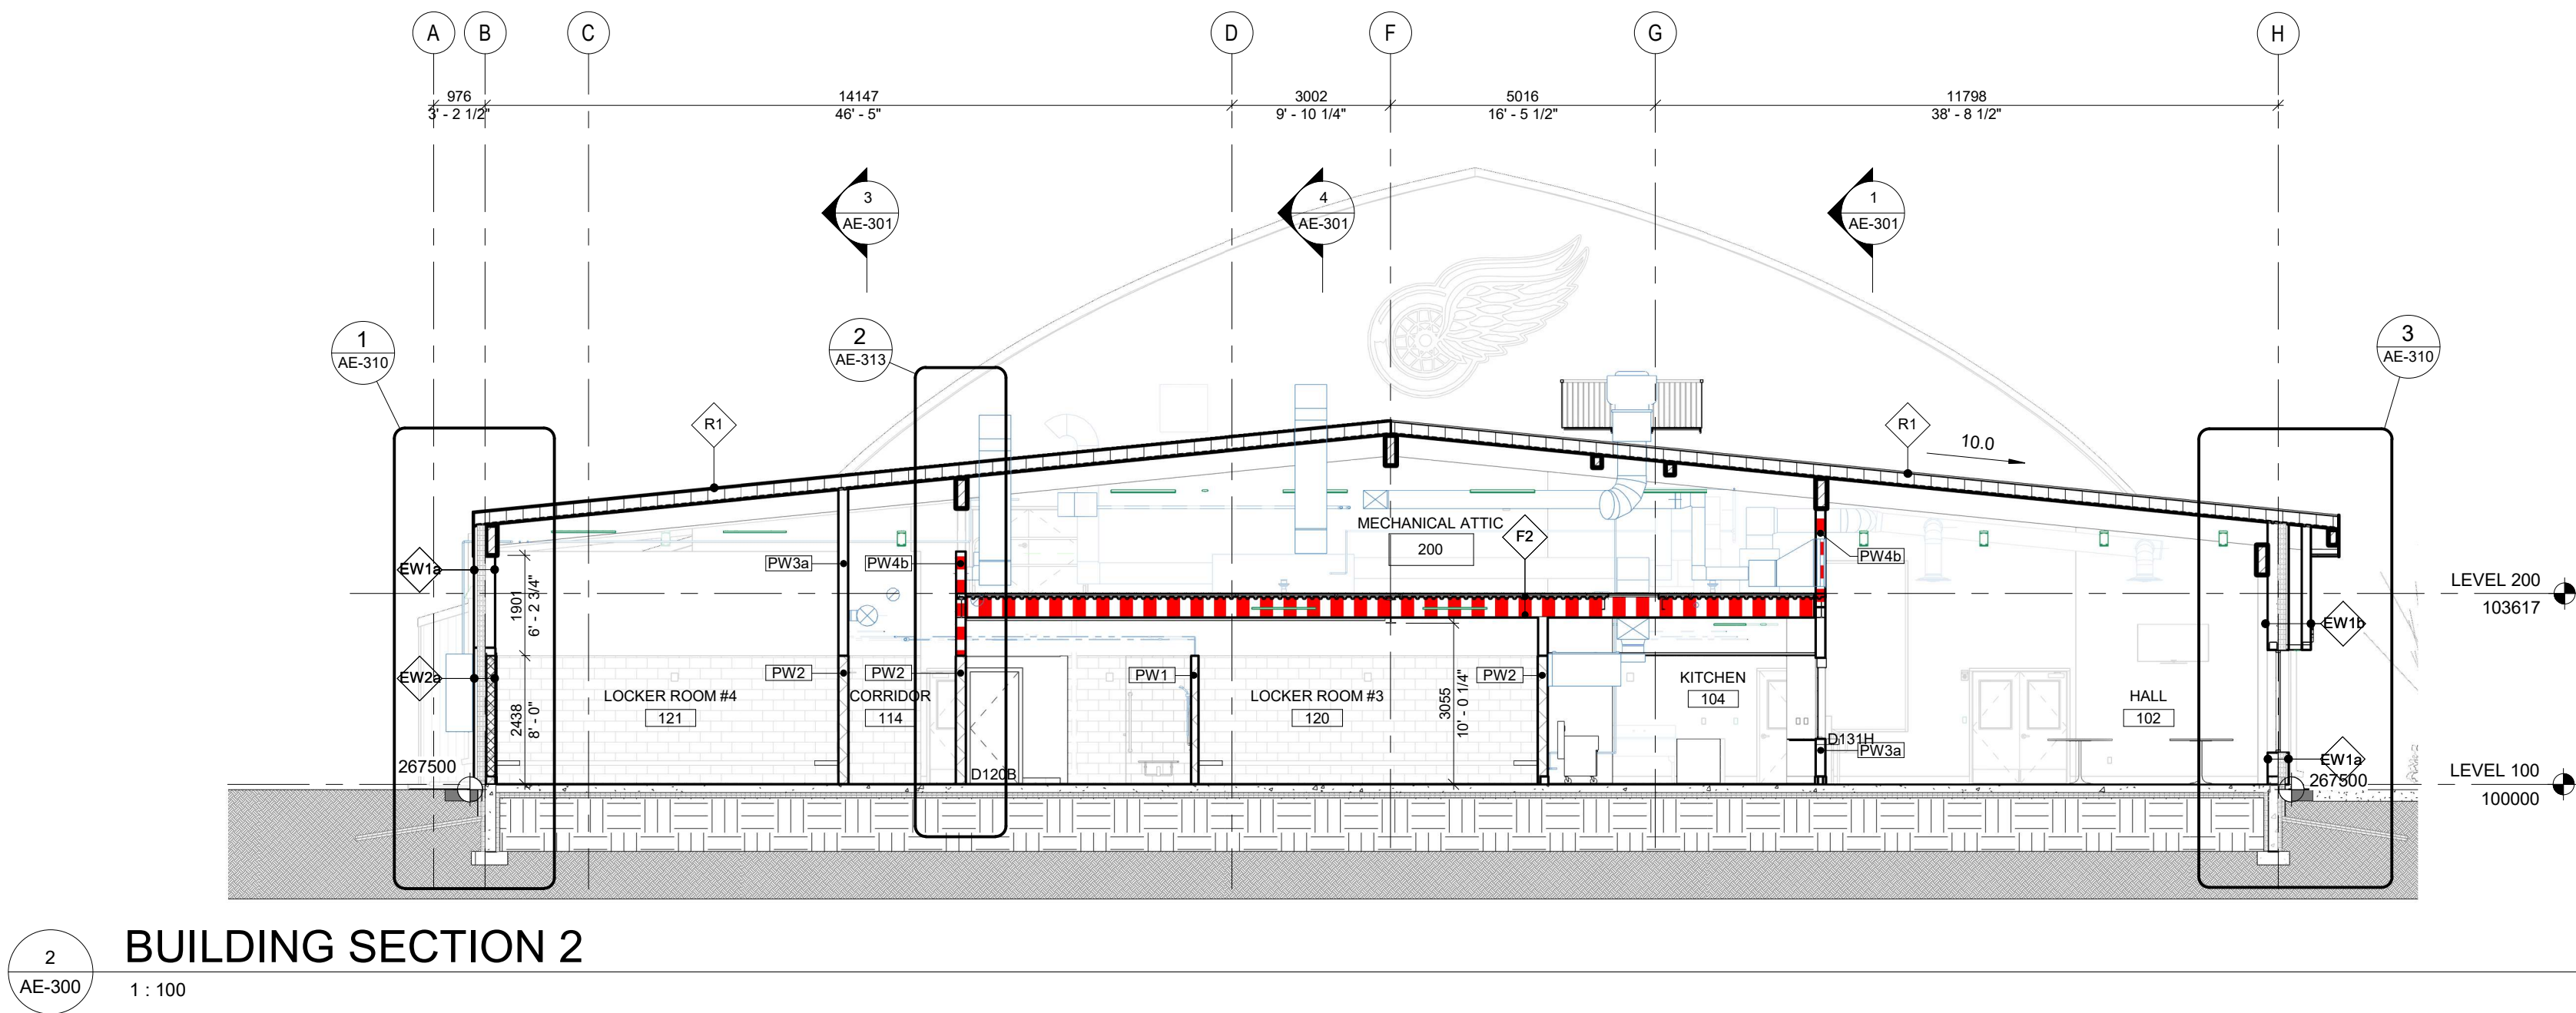 A B C D F G H
976 14147 3002 5016 11798
3' - 2 1/2" 46' - 5" 9' - 10 1/4" 16' - 5 1/2" 38' - 8 1/2"
3 4 1
AE-301 AE-301 AE-301
1 2 3
AE-310 AE-313 AE-310
R1 R1 10.0
MECHANICAL ATTIC
200
F2
EW1a PW3a PW4b PW4b
1901
6' - 2 3/4"
LEVEL 200
103617
EW1b
EW2a PW2 PW2 PW1 PW2
LOCKER ROOM #4
121
CORRIDOR
114
LOCKER ROOM #3
120
KITCHEN
104
HALL
102
2438
8' - 0"
3055
10' - 0 1/4"
D131H
PW3a
EW1a
D120B
267500 267500
LEVEL 100
100000
2
AE-300
BUILDING SECTION 2
1 : 100